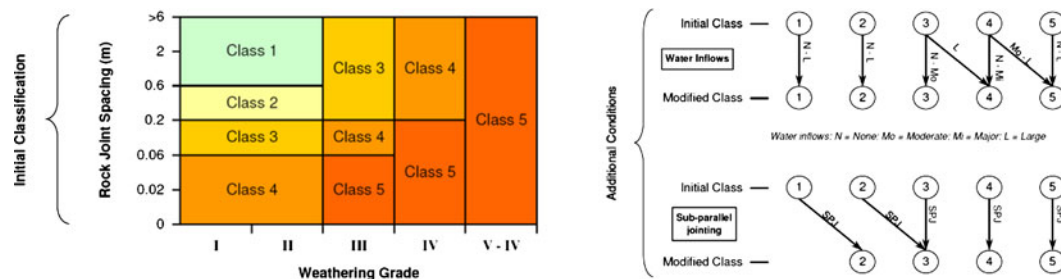 Initial Classification
Rock Joint Spacing (m)
>6
2
0.6
0.2
0.06
0.02
0
Class 1
Class 2
Class 3
Class 4
Class 3
Class 4
Class 5
Class 4
Class 5
Class 5
I II III IV V - IV
Weathering Grade
Additional Conditions
Initial Class
1 2 3 4 5
Water Inflows
N - L
N - L
N - Mo
L
N - Mi
Mo - L
N - L
Modified Class
1 2 3 4 5
Water inflows: N = None: Mo = Moderate: Mi = Major: L = Large
Initial Class
1 2 3 4 5
Sub-parallel
jointing
SPJ
SPJ
SPJ
SPJ
SPJ
Modified Class
2 3 4 5